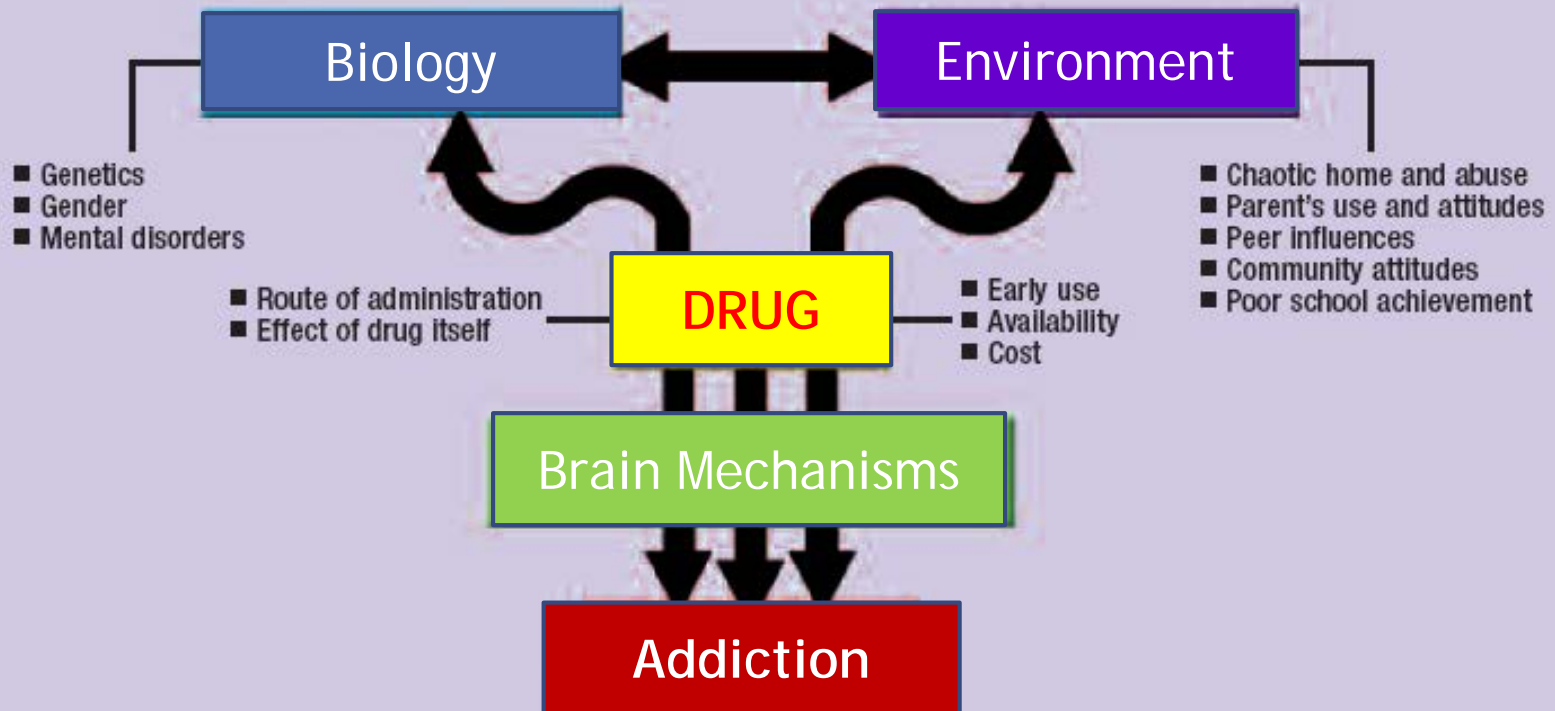 Biology
Environment
■ Genetics
■ Gender
■ Mental disorders
■ Chaotic home and abuse
■ Parent's use and attitudes
■ Peer influences
■ Community attitudes
■ Poor school achievement
■ Route of administration
■ Effect of drug itself
DRUG
■ Early use
■ Availability
■ Cost
Brain Mechanisms
Addiction